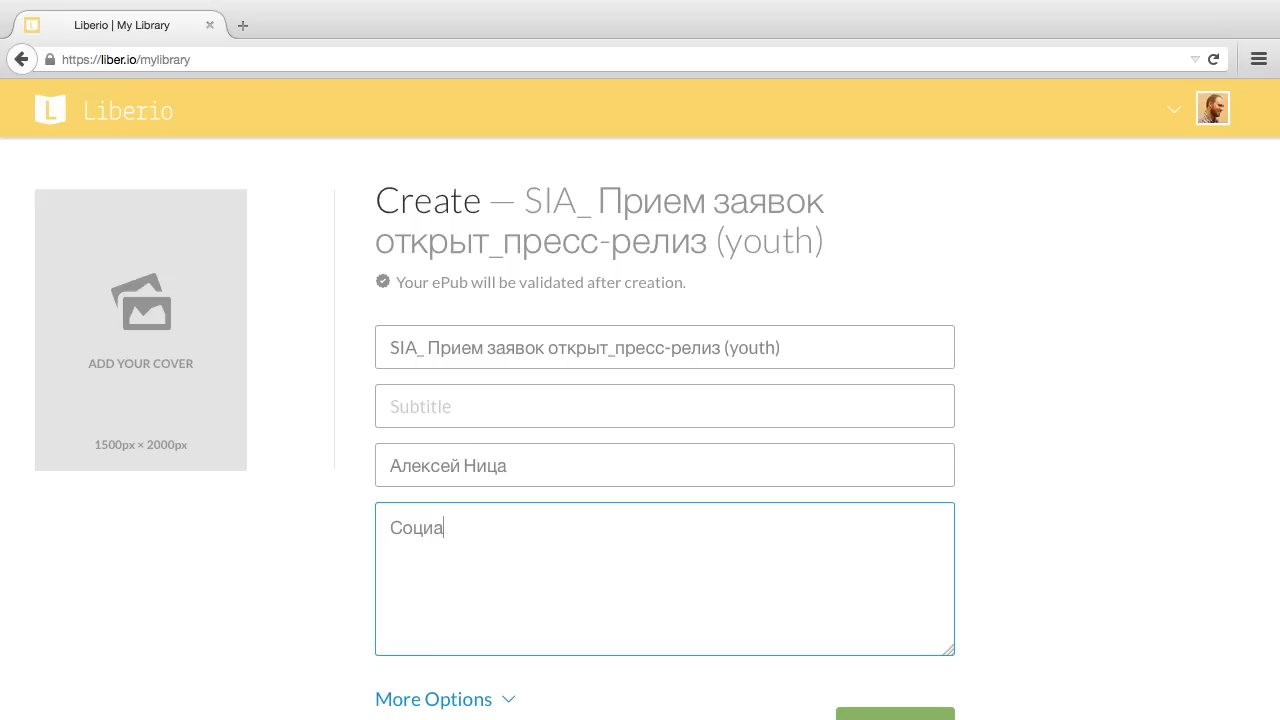 Liberio | My Library
https://liber.io/mylibrary
L Liberio
Create — SIA_ Прием заявок
открыт_пресс-релиз (youth)
Your ePub will be validated after creation.
SIA_ Прием заявок открыт_пресс-релиз (youth)
ADD YOUR COVER
Subtitle
1500px × 2000px
Алексей Ница
Социа
More Options